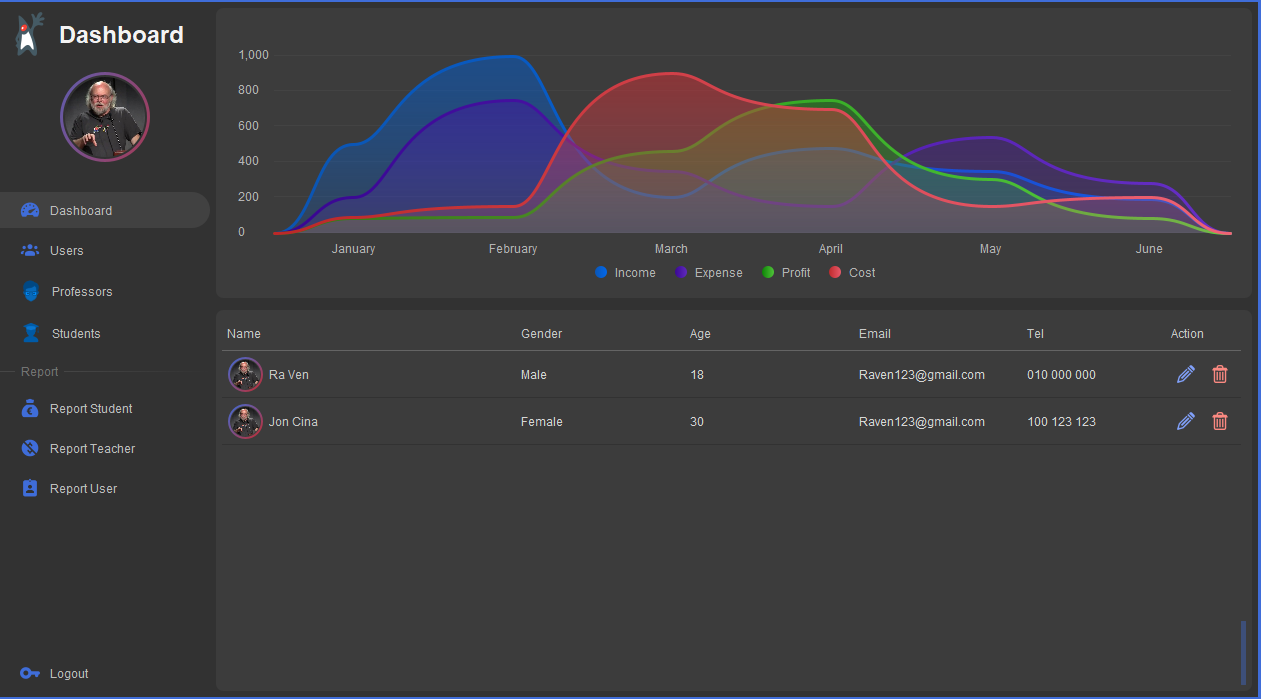 Dashboard
Dashboard
Users
Professors
Students
Report
Report Student
Report Teacher
Report User
Logout
1,000
800
600
400
200
0
January February March April May June
Income Expense Profit Cost
Name Gender Age Email Tel Action
Ra Ven Male 18 Raven123@gmail.com 010 000 000
Jon Cina Female 30 Raven123@gmail.com 100 123 123